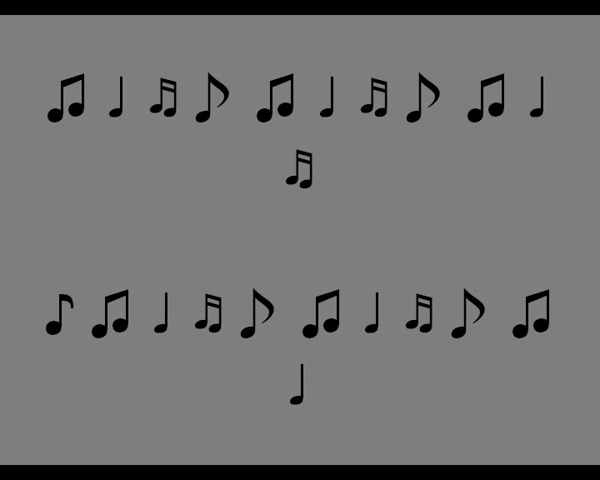 ♫ ♩ ♬ ♪ ♫ ♩ ♬ ♪ ♫ ♩
♬
♪ ♫ ♩ ♬ ♪ ♫ ♩ ♬ ♪ ♫
♩